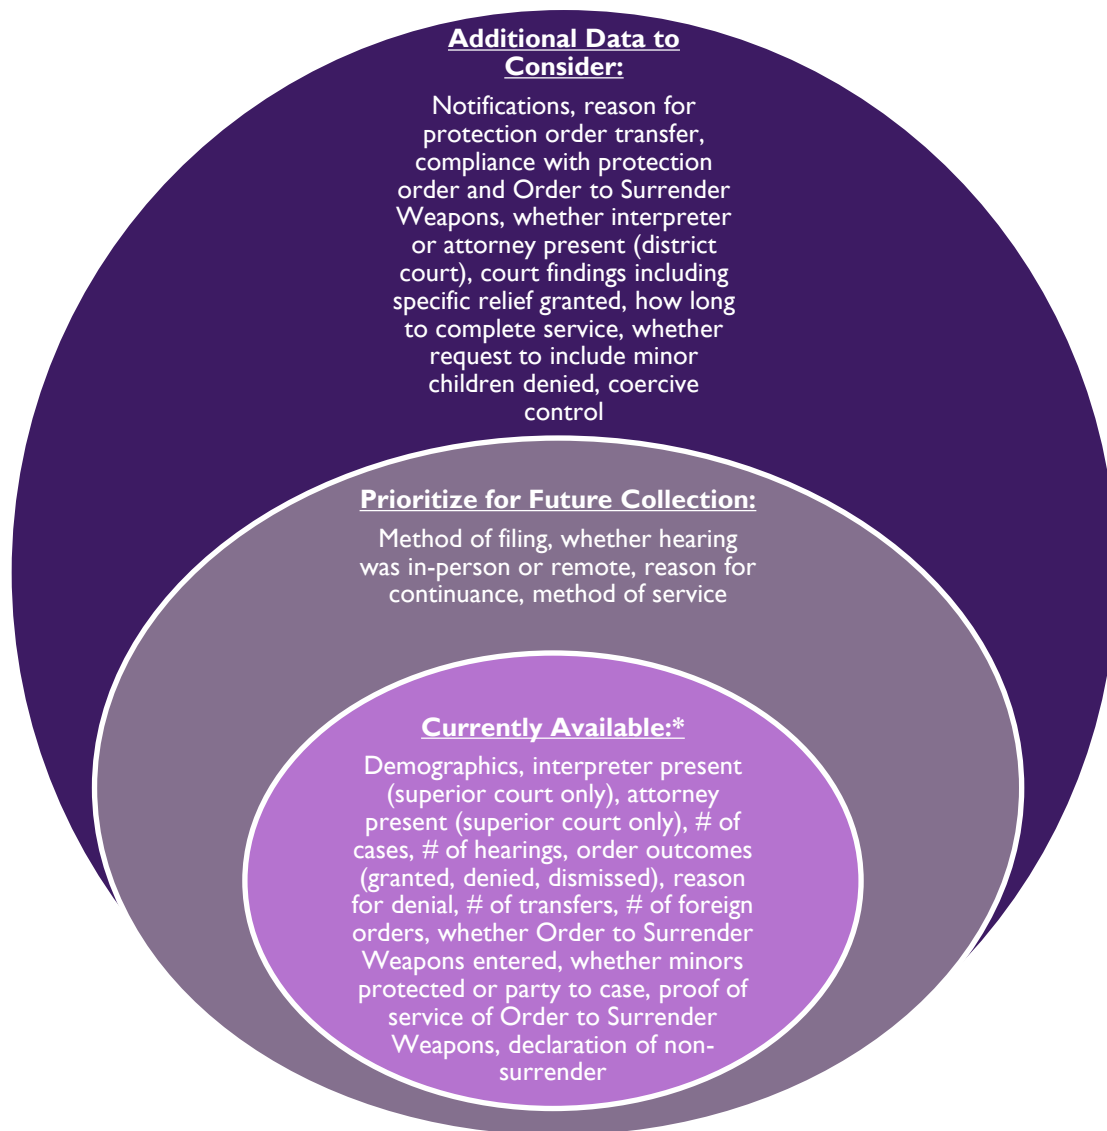 Additional Data to
Consider:
Notifications, reason for
protection order transfer,
compliance with protection
order and Order to Surrender
Weapons, whether interpreter
or attorney present (district
court), court findings including
specific relief granted, how long
to complete service, whether
request to include minor
children denied, coercive
control
Prioritize for Future Collection:
Method of filing, whether hearing
was in-person or remote, reason for
continuance, method of service
Currently Available:*
Demographics, interpreter present
(superior court only), attorney
present (superior court only), # of
cases, # of hearings, order outcomes
(granted, denied, dismissed), reason
for denial, # of transfers, # of foreign
orders, whether Order to Surrender
Weapons entered, whether minors
protected or party to case, proof of
service of Order to Surrender
Weapons, declaration of non-
surrender